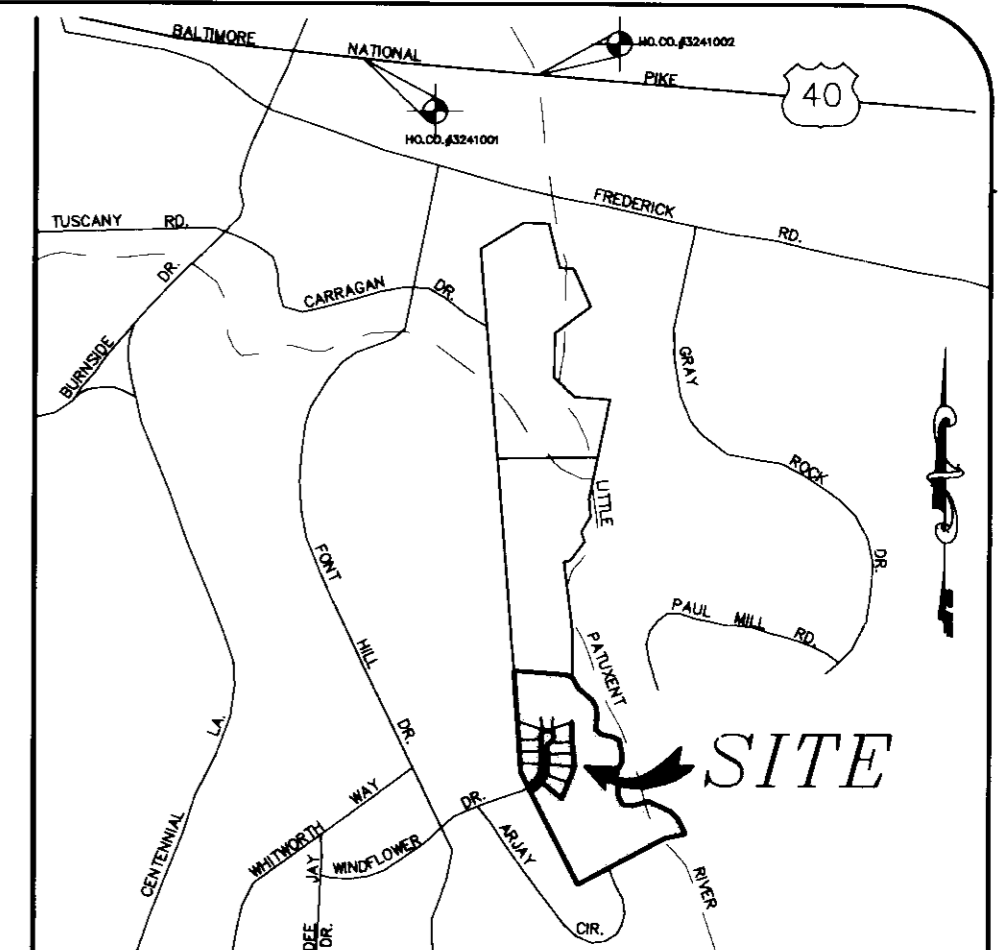 BALTIMORE NATIONAL PIKE
HO.CO.#3241002
40
HO.CO.#3241001
FREDERICK RD.
TUSCANY RD.
BURNSIDE DR.
CARRAGAN DR.
GRAY ROCK DR.
LITTLE PATUXENT RIVER
FONT HILL DR.
PAUL MILL RD.
SITE
CENTENNIAL LA.
WHITWORTH WAY
WINDFLOWER DR.
ARJAY CIR.
DEE JAY DR.